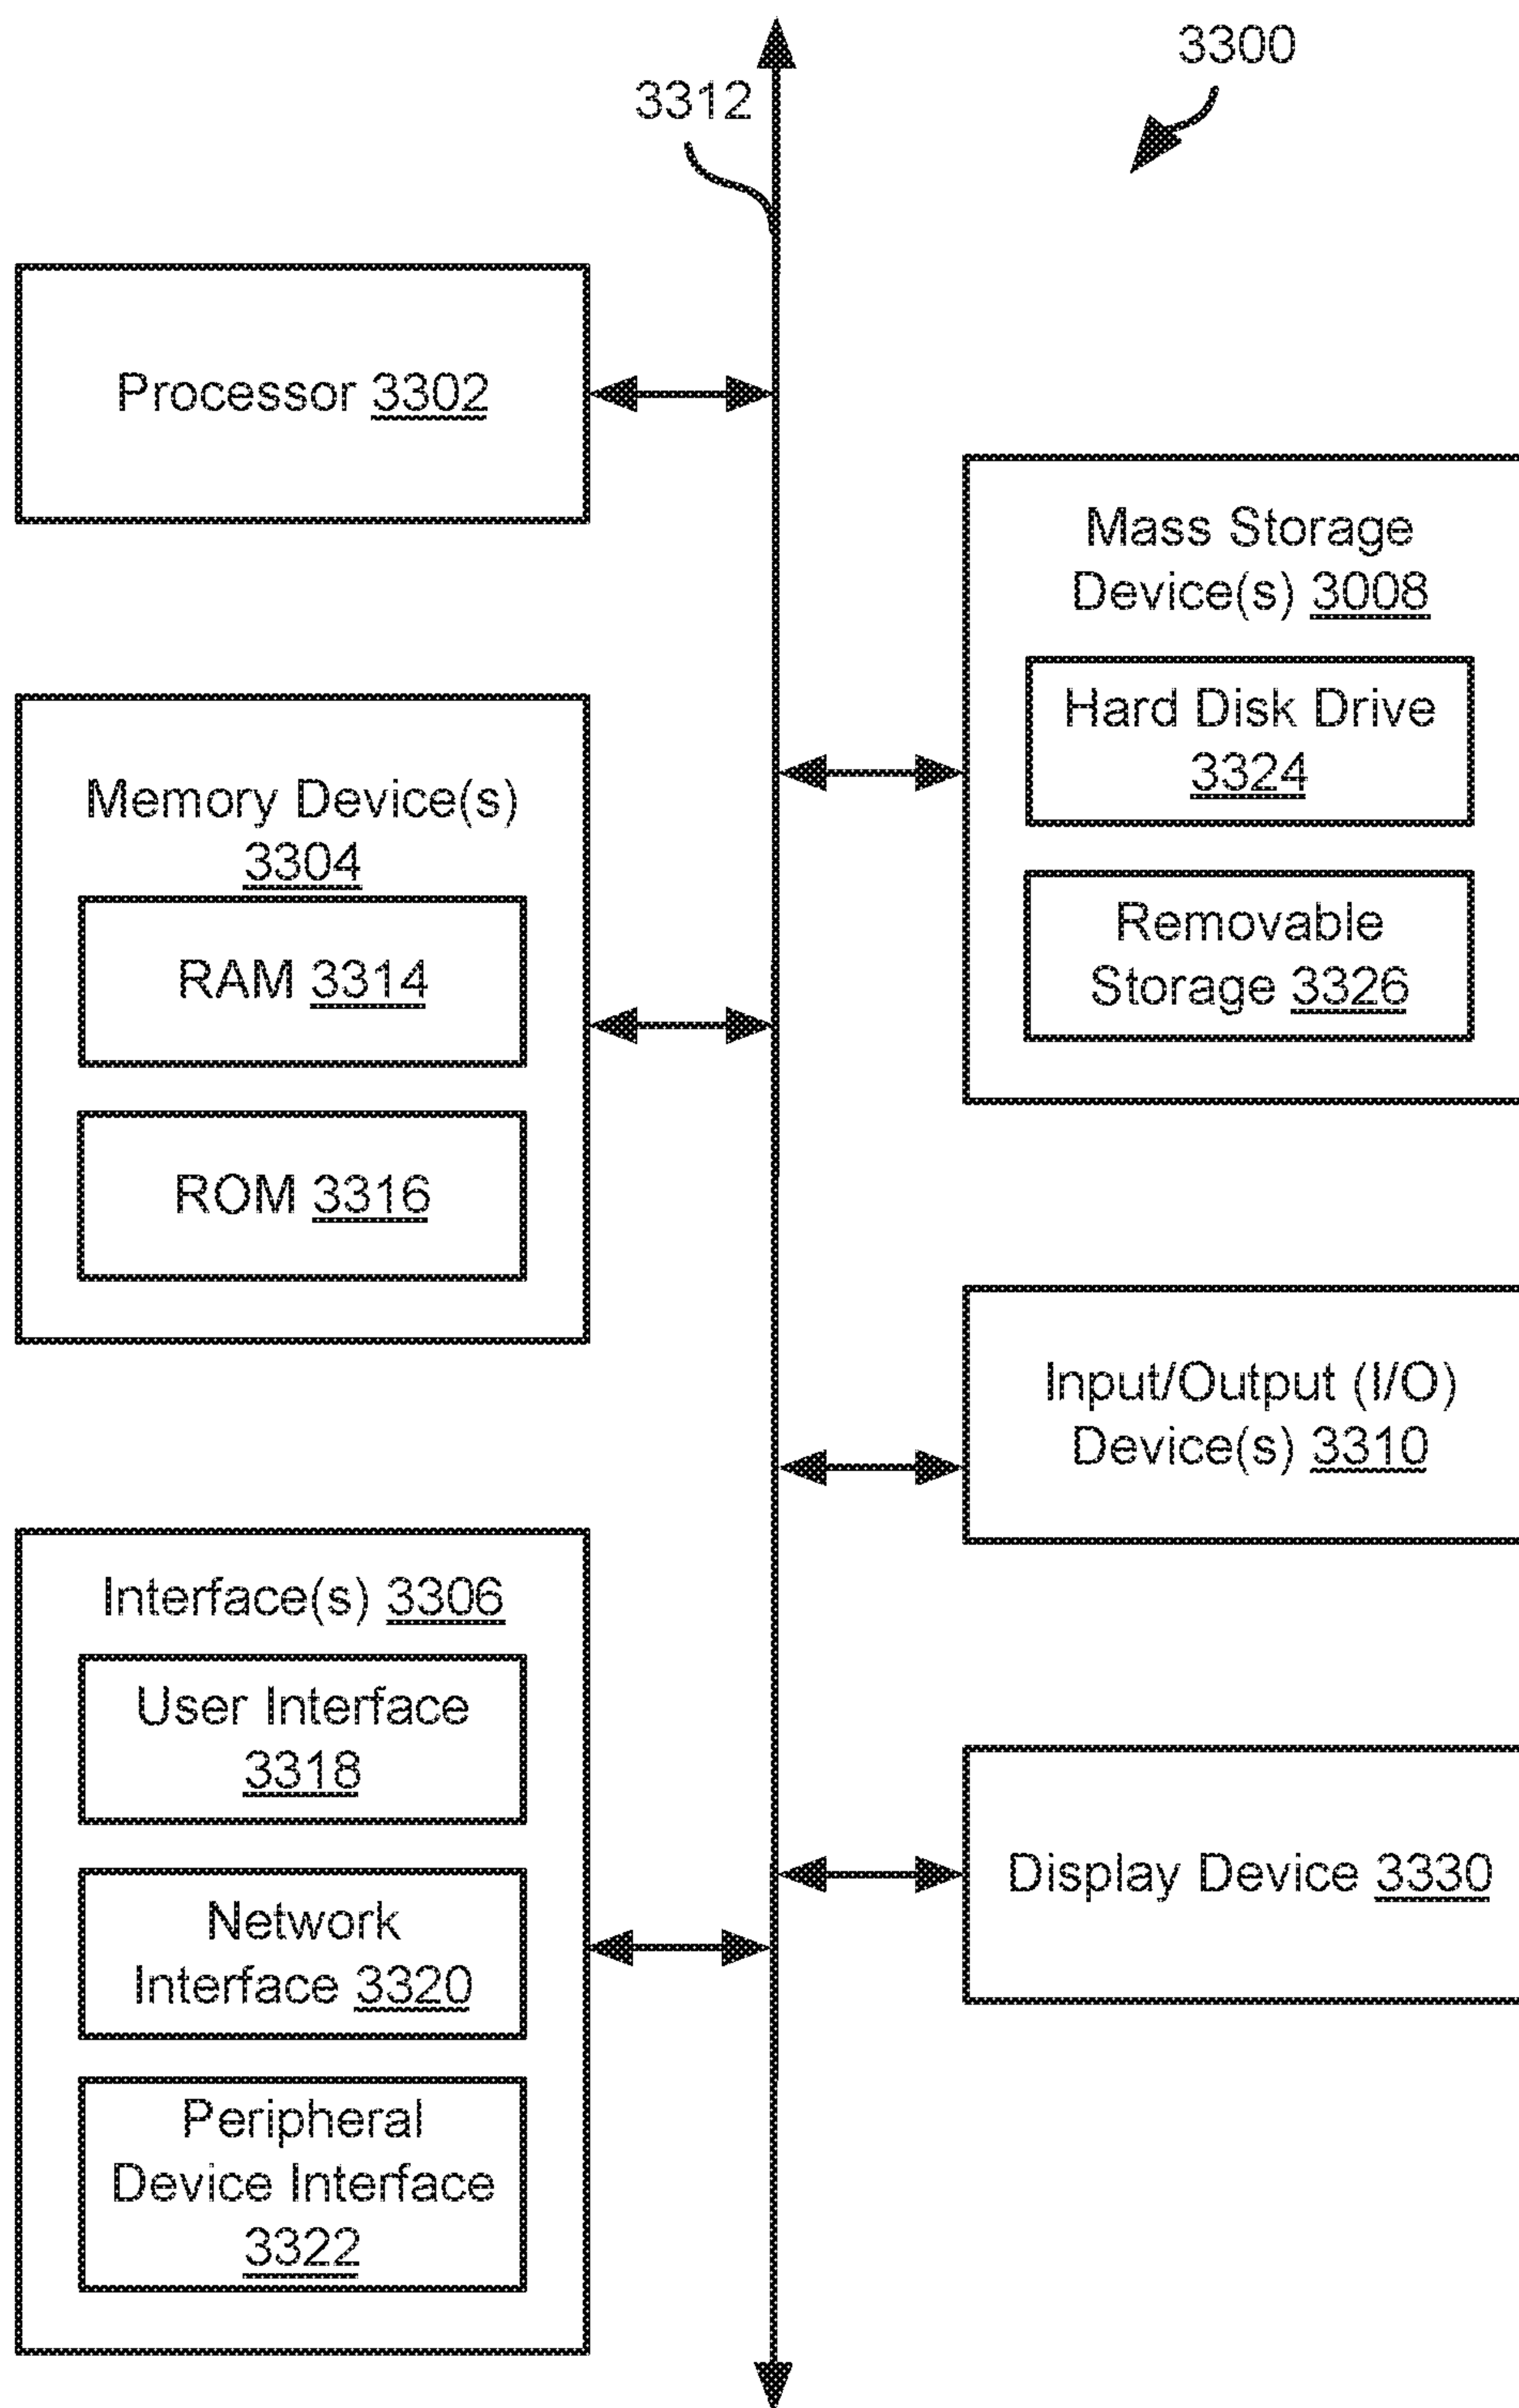 3300
3312
Processor 3302
Mass Storage
Device(s) 3008
Hard Disk Drive
3324
Removable
Storage 3326
Memory Device(s)
3304
RAM 3314
ROM 3316
Input/Output (I/O)
Device(s) 3310
Interface(s) 3306
User Interface
3318
Network
Interface 3320
Peripheral
Device Interface
3322
Display Device 3330